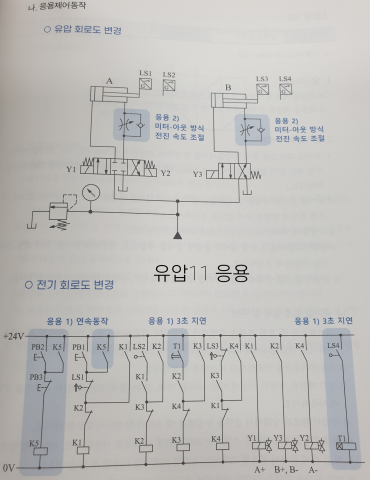 나. 응용제어동작
○ 유압 회로도 변경
LS1 LS2
A
LS3 LS4
B
응용 2)
미터-아웃 방식
전진 속도 조절
응용 2)
미터-아웃 방식
전진 속도 조절
Y1 Y2 Y3
유압11 응용
○ 전기 회로도 변경
응용 1) 연속동작 응용 1) 3초 지연 응용 1) 3초 지연
+24V
PB2 K5 PB1 K5 K1 LS2 T1 K3 LS3 K4 K1 K2 K4 LS4
PB3 LS1 K1 K2 K3
K2 K3 K4 K1
K5 K1 K2 K3 K4 Y1 Y3 Y2 T1
0V
A+ B+, B- A-